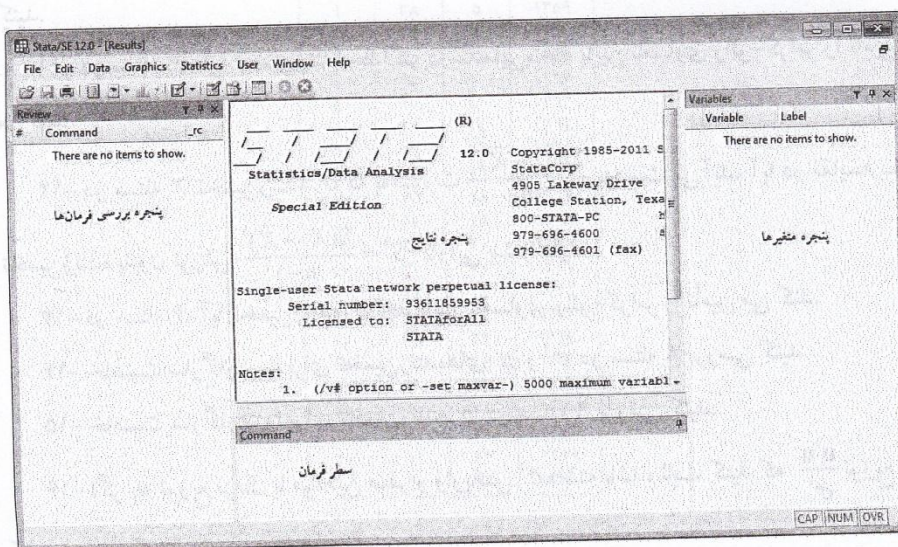 Stata/SE 12.0 - [Results]
File Edit Data Graphics Statistics User Window Help
Review
# Command _rc
There are no items to show.
پنجره بررسی فرمان‌ها
(R)
12.0 Copyright 1985-2011 S
Statistics/Data Analysis StataCorp
4905 Lakeway Drive
Special Edition College Station, Texa
800-STATA-PC
979-696-4600
979-696-4601 (fax)
پنجره نتایج
Single-user Stata network perpetual license:
Serial number: 93611859953
Licensed to: STATAforAll
STATA
Notes:
1. (/v# option or -set maxvar-) 5000 maximum variabl
Variables
Variable Label
There are no items to show.
پنجره متغیرها
Command
سطر فرمان
CAP NUM OVR